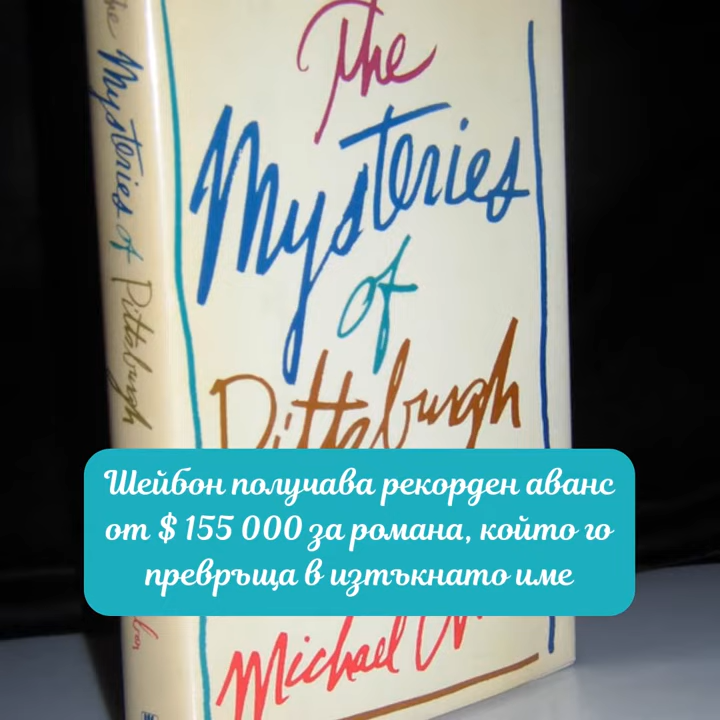 The Mysteries of Pittsburgh
The
Mysteries
of
Pittsburgh
Шейбон получава рекорден аванс
от $ 155 000 за романа, който го
превръща в изтъкнато име
Michael